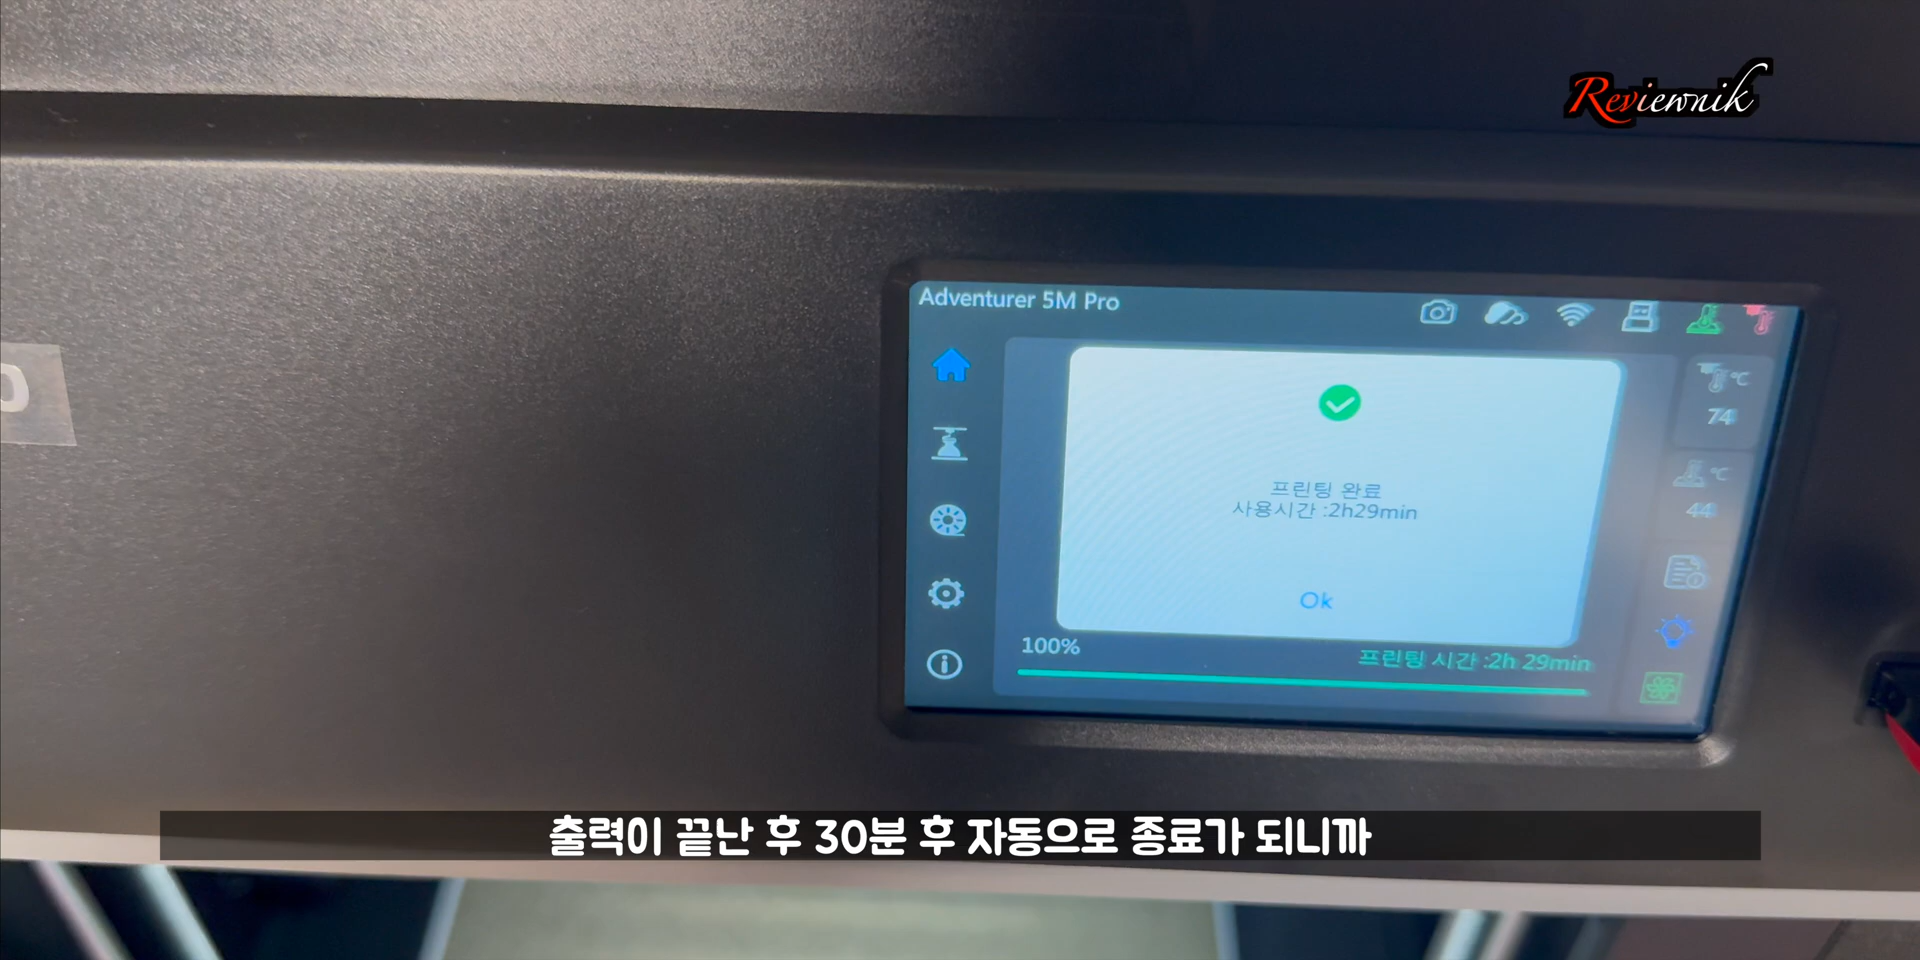 Reviewnik
Adventurer 5M Pro
°C
74
프린팅 완료
사용시간 :2h29min
°C
44
Ok
100%
프린팅 시간 :2h 29min
출력이 끝난 후 30분 후 자동으로 종료가 되니까